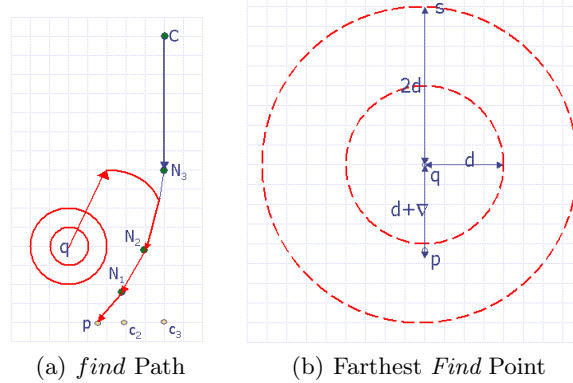 C
N₃
q
N₂
N₁
p
c₂
c₃
s
2d
d
q
d+∇
p
(a) find Path
(b) Farthest Find Point